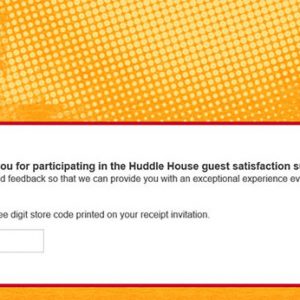 ou for participating in the Huddle House guest satisfaction s
d feedback so that we can provide you with an exceptional experience ev
ee digit store code printed on your receipt invitation.